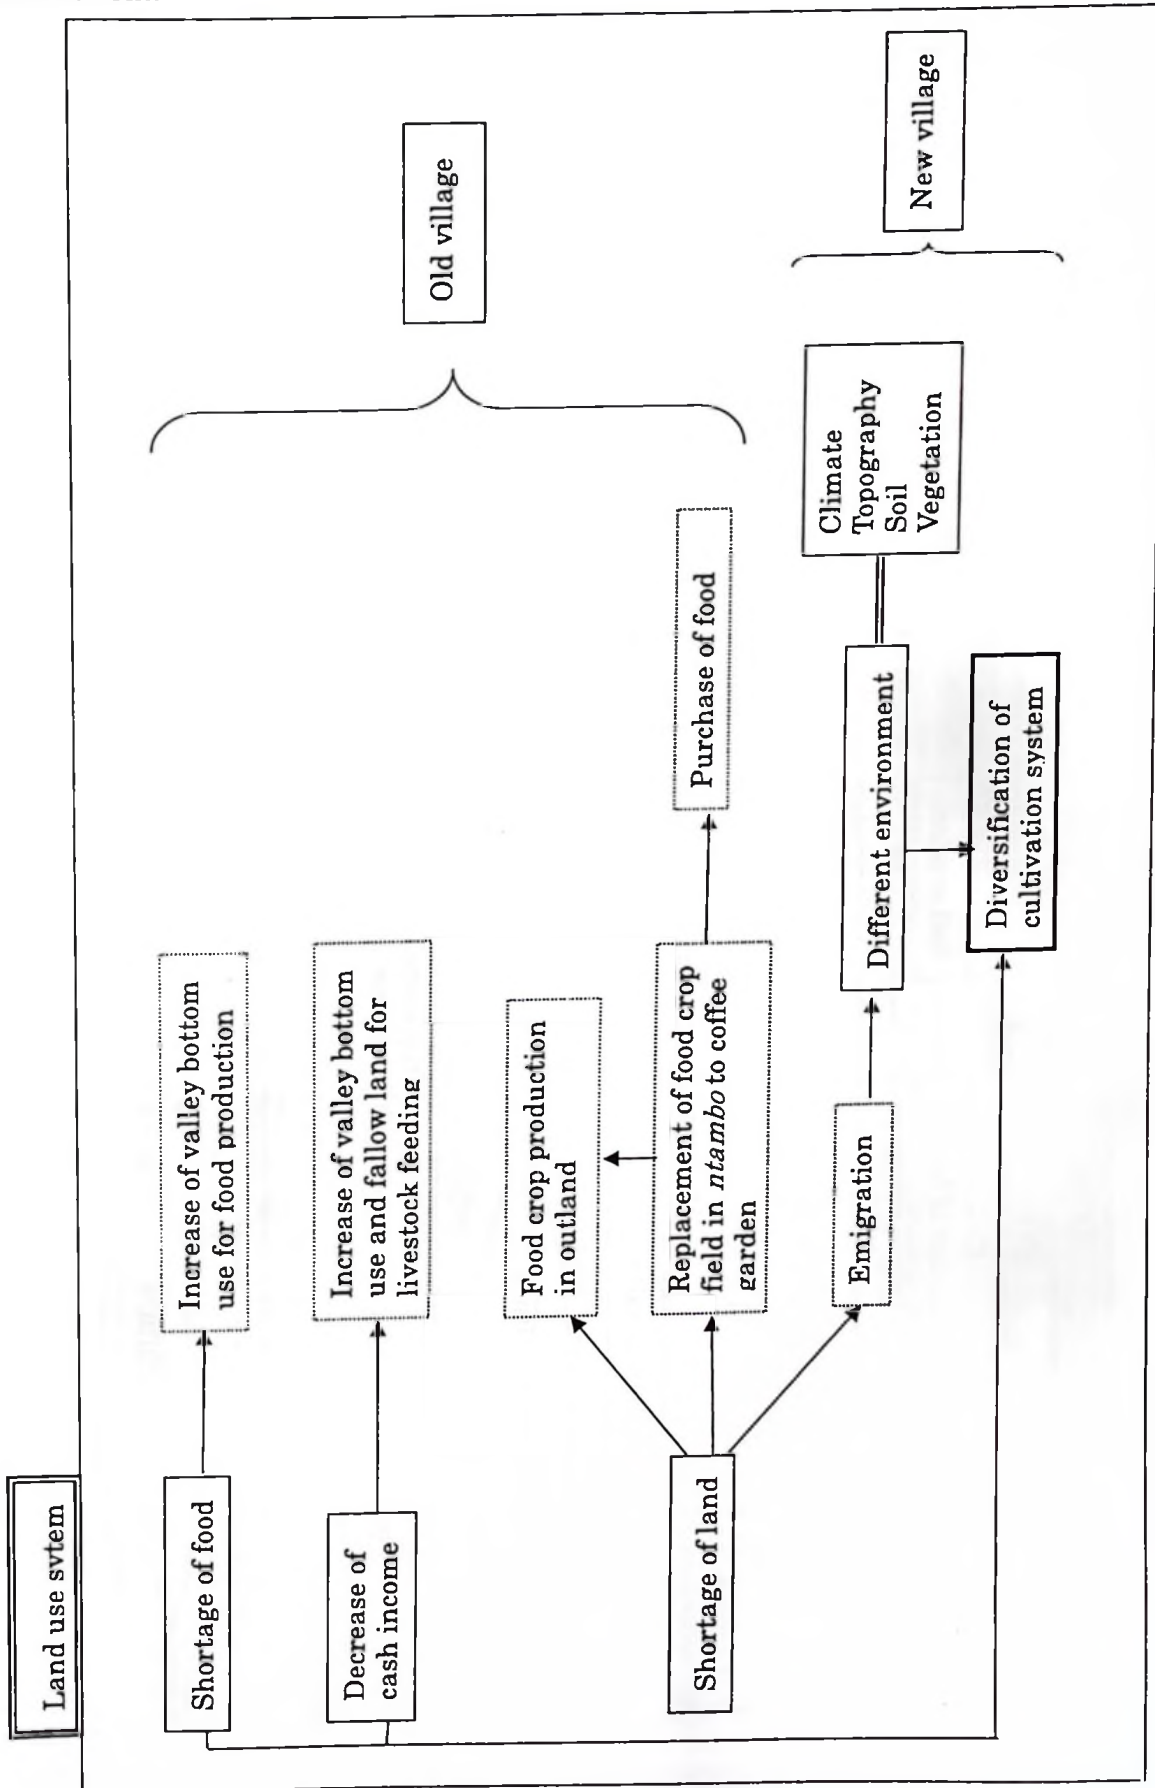 Land use svtem
Shortage of food
Increase of valley bottom
use for food production
Decrease of
cash income
Increase of valley bottom
use and fallow land for
livestock feeding
Old village
Food crop production
in outland
Shortage of land
Replacement of food crop
field in ntambo to coffee
garden
Purchase of food
Emigration
Different environment
Climate
Topography
Soil
Vegetation
New village
Diversification of
cultivation system